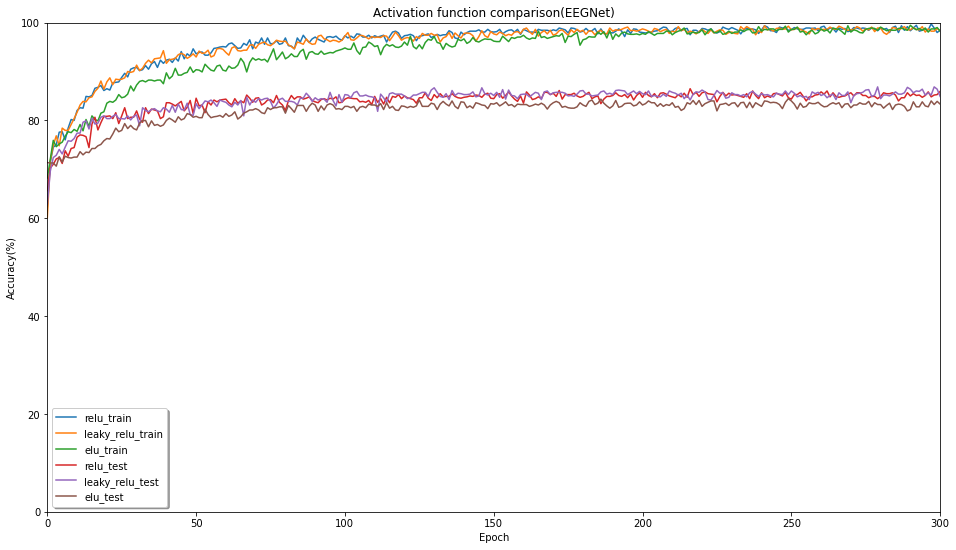 Activation function comparison(EEGNet)
100
80
60
40
20
0
Accuracy(%)
relu_train
leaky_relu_train
elu_train
relu_test
leaky_relu_test
elu_test
0 50 100 150 200 250 300
Epoch